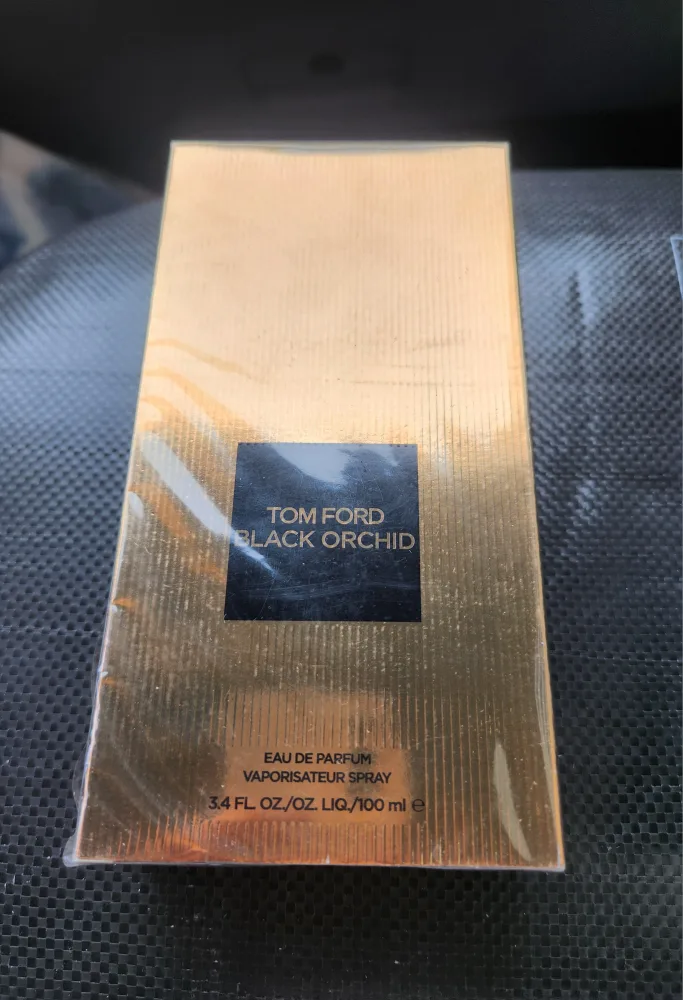 TOM FORD
BLACK ORCHID
EAU DE PARFUM
VAPORISATEUR SPRAY
3.4 FL. OZ./OZ. LIQ./100 ml ℮